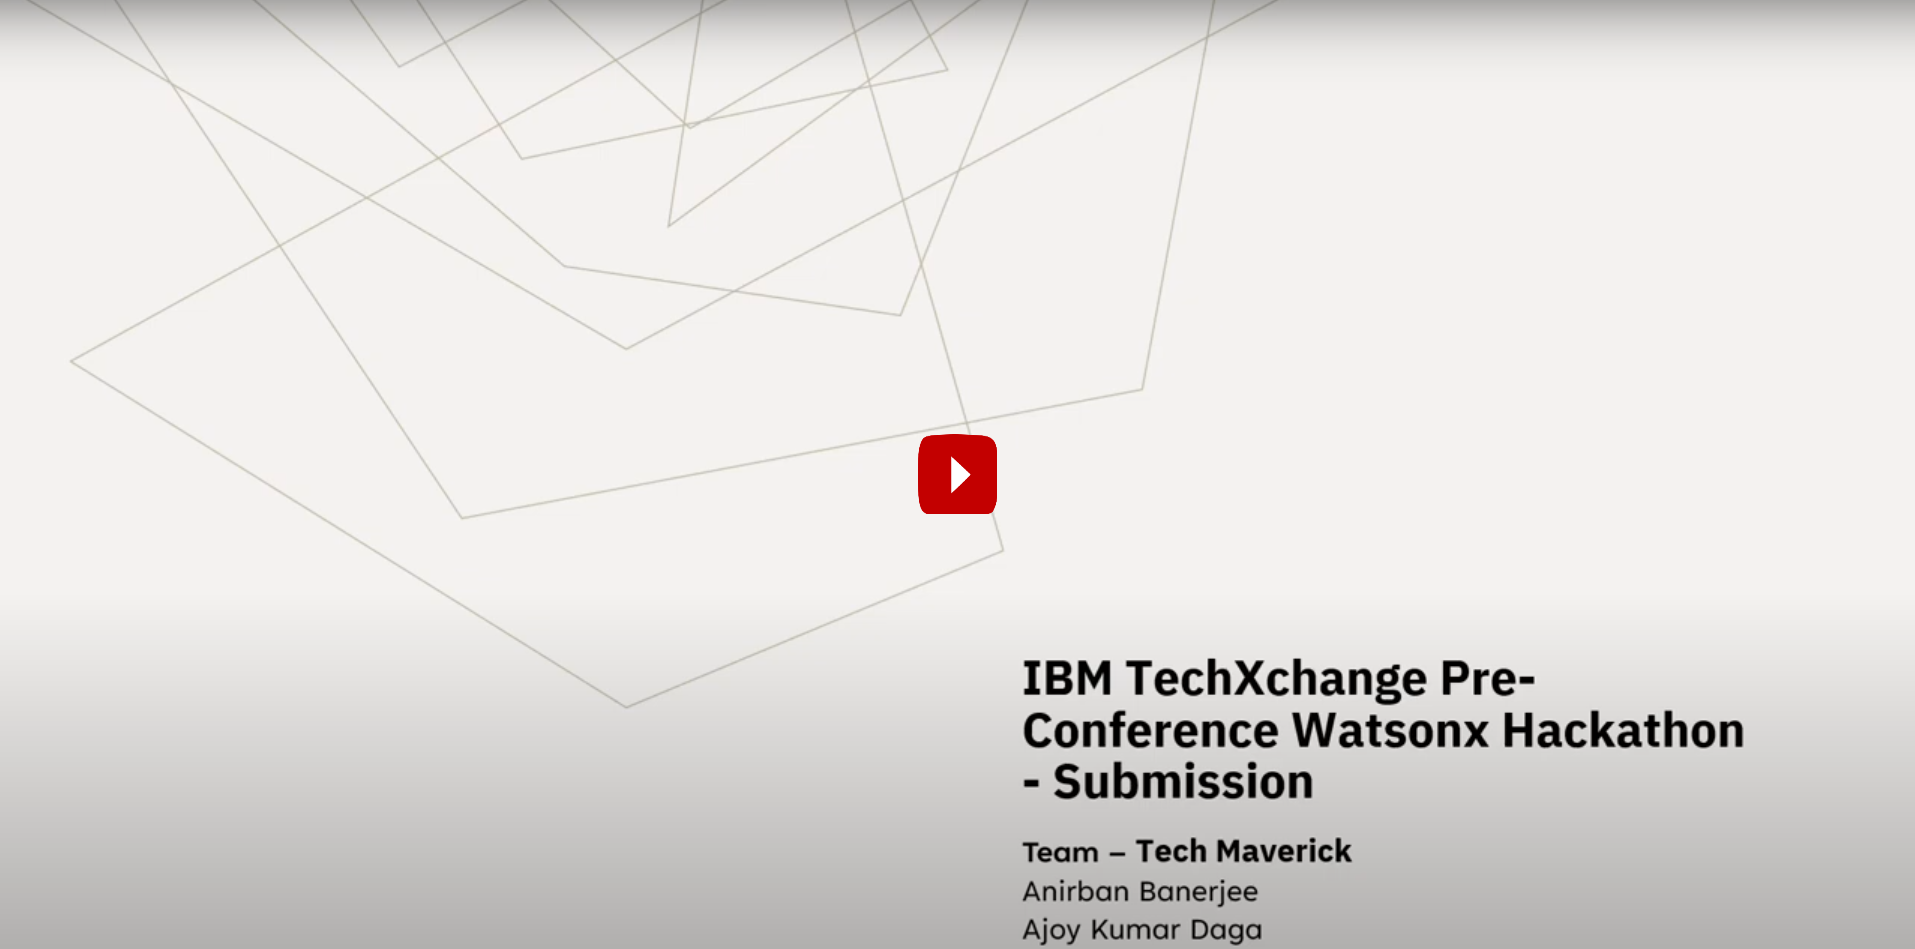 IBM TechXchange Pre-
Conference Watsonx Hackathon
- Submission
Team – Tech Maverick
Anirban Banerjee
Ajoy Kumar Daga